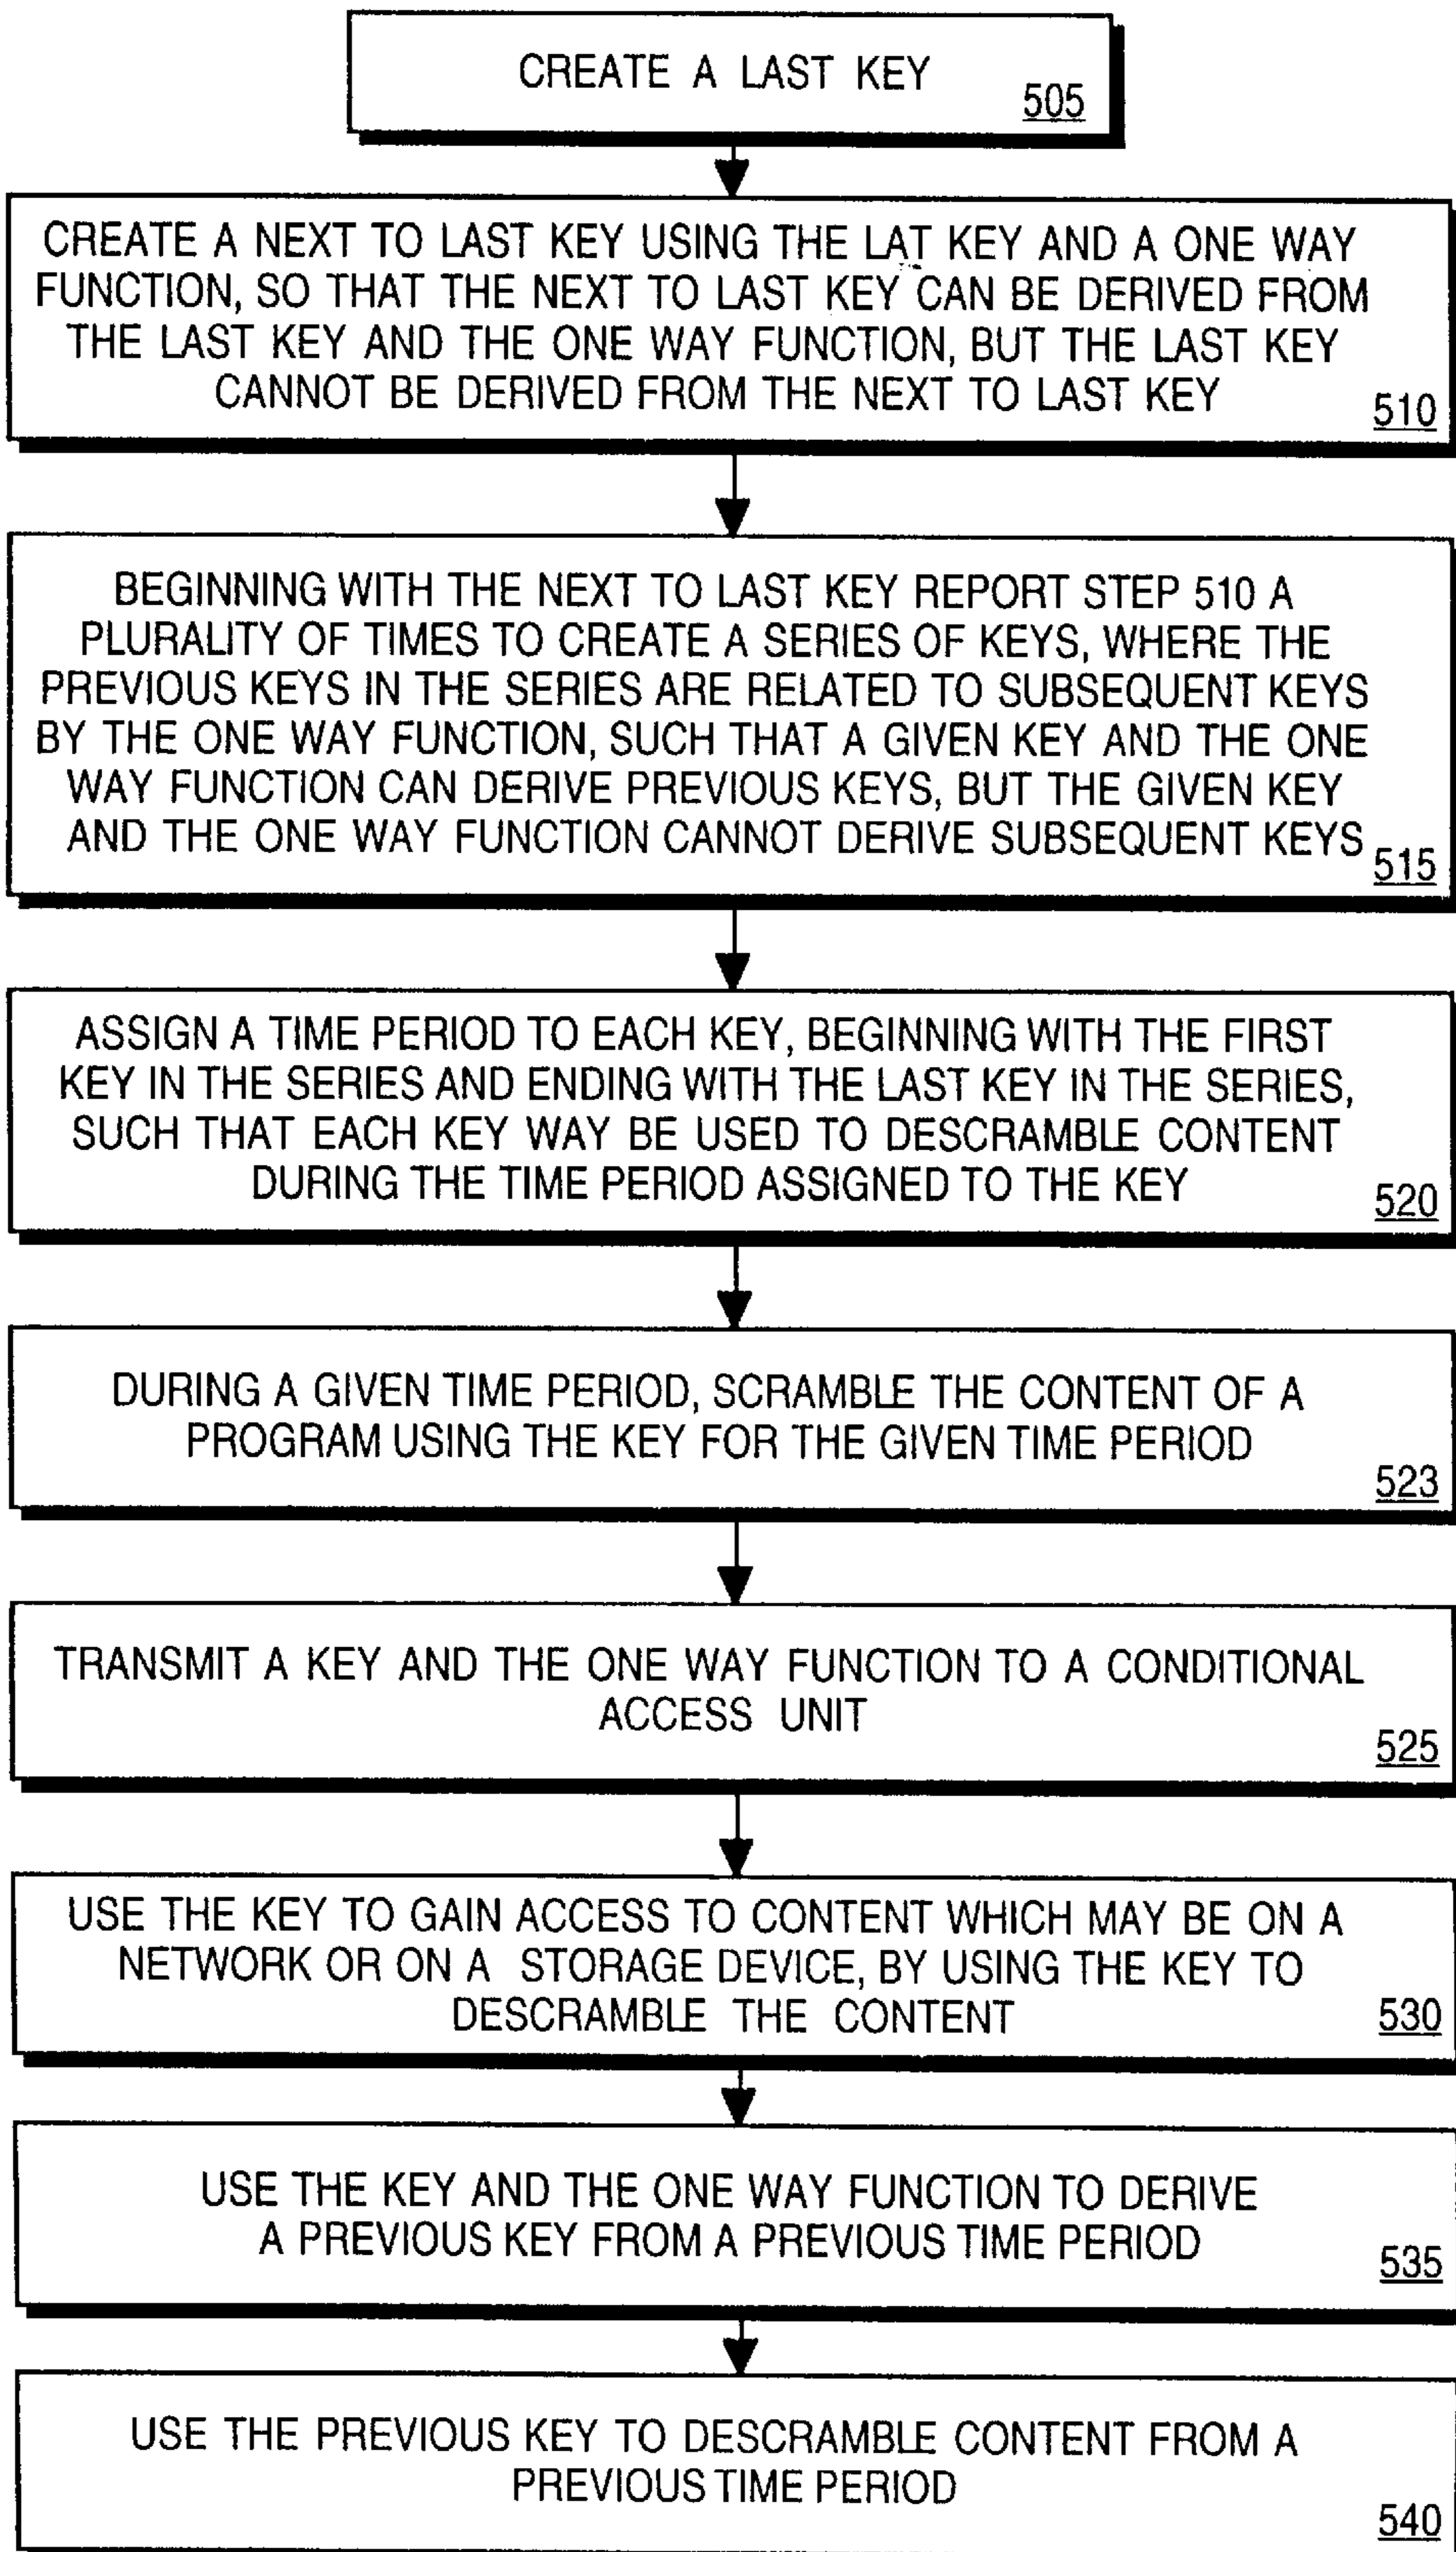 CREATE A LAST KEY
505
CREATE A NEXT TO LAST KEY USING THE LAT KEY AND A ONE WAY
FUNCTION, SO THAT THE NEXT TO LAST KEY CAN BE DERIVED FROM
THE LAST KEY AND THE ONE WAY FUNCTION, BUT THE LAST KEY
CANNOT BE DERIVED FROM THE NEXT TO LAST KEY
510
BEGINNING WITH THE NEXT TO LAST KEY REPORT STEP 510 A
PLURALITY OF TIMES TO CREATE A SERIES OF KEYS, WHERE THE
PREVIOUS KEYS IN THE SERIES ARE RELATED TO SUBSEQUENT KEYS
BY THE ONE WAY FUNCTION, SUCH THAT A GIVEN KEY AND THE ONE
WAY FUNCTION CAN DERIVE PREVIOUS KEYS, BUT THE GIVEN KEY
AND THE ONE WAY FUNCTION CANNOT DERIVE SUBSEQUENT KEYS
515
ASSIGN A TIME PERIOD TO EACH KEY, BEGINNING WITH THE FIRST
KEY IN THE SERIES AND ENDING WITH THE LAST KEY IN THE SERIES,
SUCH THAT EACH KEY WAY BE USED TO DESCRAMBLE CONTENT
DURING THE TIME PERIOD ASSIGNED TO THE KEY
520
DURING A GIVEN TIME PERIOD, SCRAMBLE THE CONTENT OF A
PROGRAM USING THE KEY FOR THE GIVEN TIME PERIOD
523
TRANSMIT A KEY AND THE ONE WAY FUNCTION TO A CONDITIONAL
ACCESS UNIT
525
USE THE KEY TO GAIN ACCESS TO CONTENT WHICH MAY BE ON A
NETWORK OR ON A STORAGE DEVICE, BY USING THE KEY TO
DESCRAMBLE THE CONTENT
530
USE THE KEY AND THE ONE WAY FUNCTION TO DERIVE
A PREVIOUS KEY FROM A PREVIOUS TIME PERIOD
535
USE THE PREVIOUS KEY TO DESCRAMBLE CONTENT FROM A
PREVIOUS TIME PERIOD
540